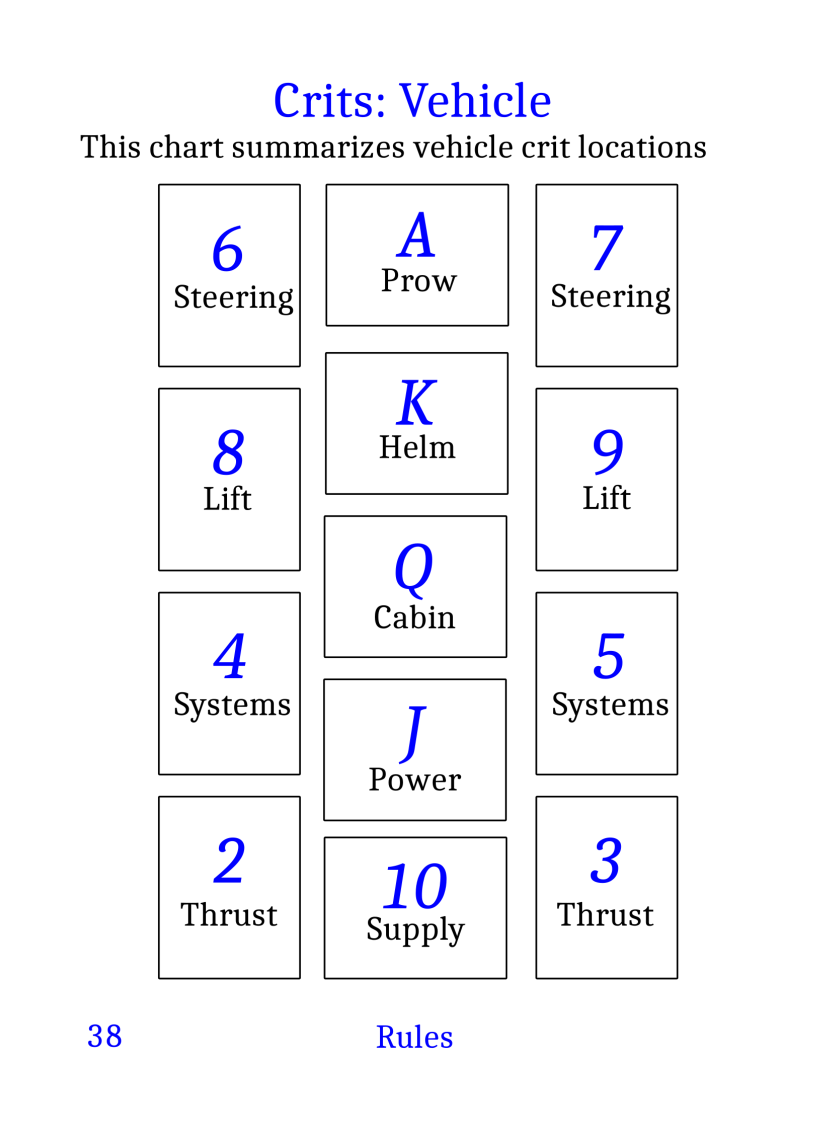 Crits: Vehicle
This chart summarizes vehicle crit locations
6
Steering
A
Prow
7
Steering
K
Helm
8
Lift
9
Lift
Q
Cabin
4
Systems
5
Systems
J
Power
2
Thrust
10
Supply
3
Thrust
38
Rules